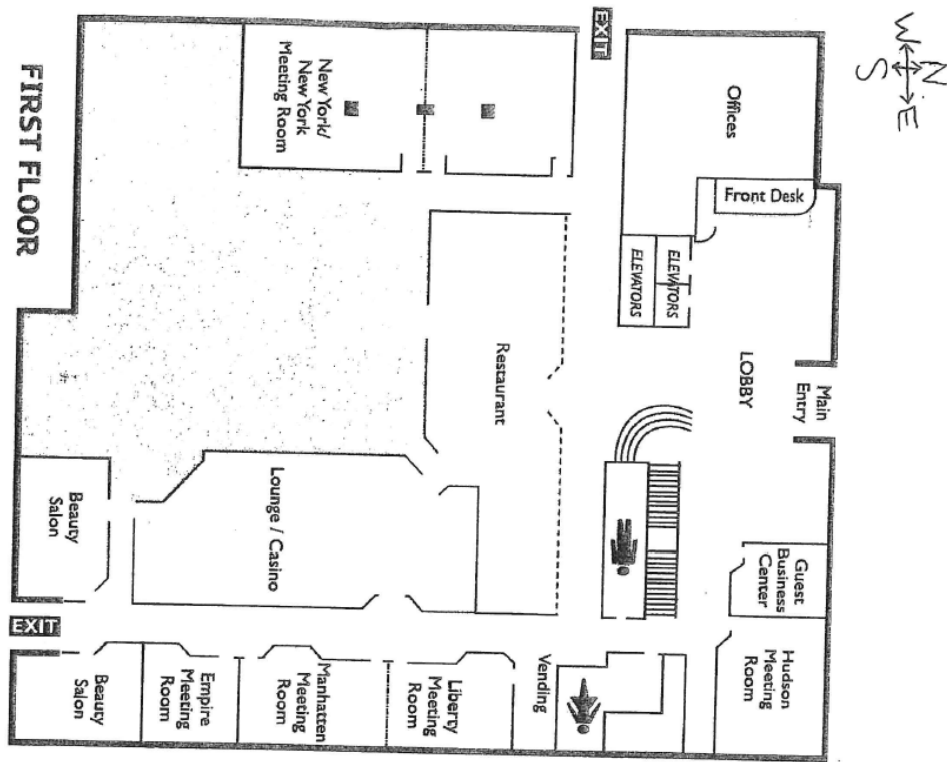 W
N
S
E
FIRST FLOOR
EXIT
New York/
New York
Meeting Room
Offices
Front Desk
ELEVATORS
ELEVATORS
LOBBY
Main
Entry
Restaurant
Lounge / Casino
Beauty
Salon
Guest
Business
Center
Hudson
Meeting
Room
Vending
Liberty
Meeting
Room
Manhatten
Meeting
Room
Empire
Meeting
Room
Beauty
Salon
EXIT